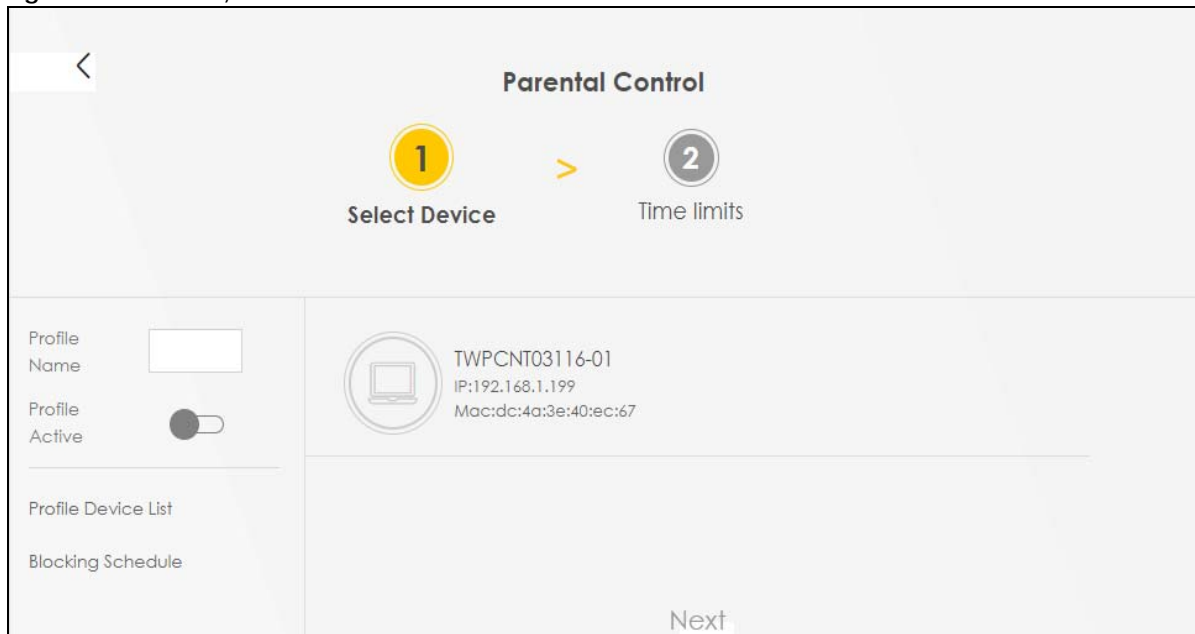 Parental Control
1
>
2
Select Device
Time limits
Profile
Name
Profile
Active
Profile Device List
Blocking Schedule
TWPCNT03116-01
IP:192.168.1.199
Mac:dc:4a:3e:40:ec:67
Next